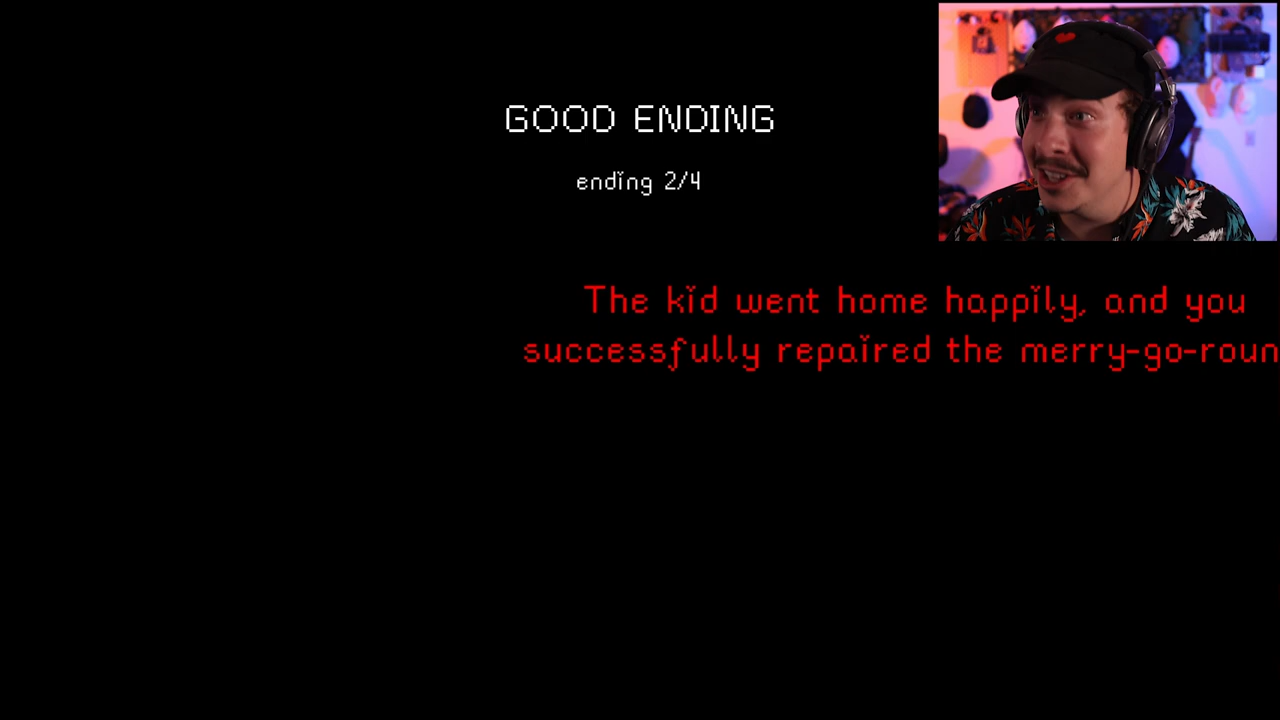 GOOD ENDING
ending 2/4
The kid went home happily, and you
successfully repaired the merry-go-roun